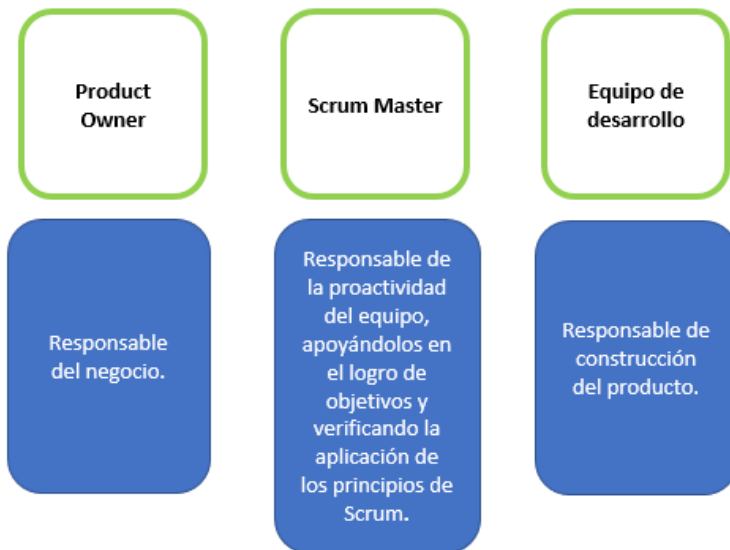 Product
Owner
Scrum Master
Equipo de
desarrollo
Responsable
del negocio.
Responsable de
la proactividad
del equipo,
apoyándolos en
el logro de
objetivos y
verificando la
aplicación de
los principios de
Scrum.
Responsable de
construcción
del producto.